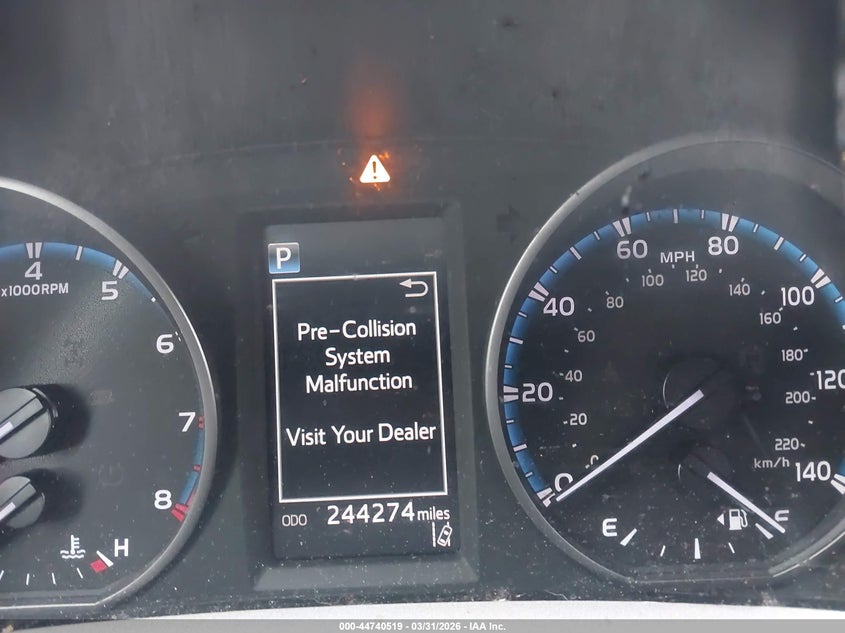 4
x1000RPM
5
6
7
8
H
P
Pre-Collision
System
Malfunction
Visit Your Dealer
ODO 244274 miles
MPH
km/h
0
20
40
60
80
100
120
140
0
20
40
60
80
100
120
140
160
180
200
220
E
F
000-44740519 - 03/31/2026 - IAA Inc.